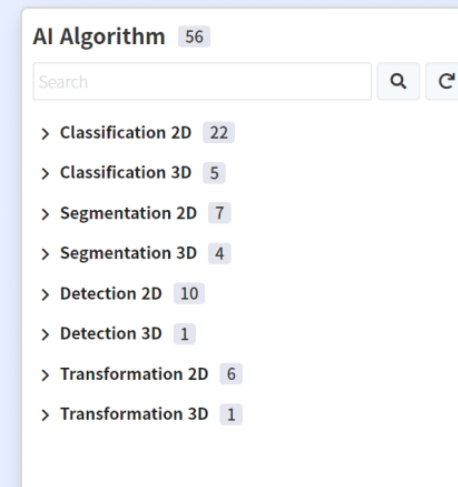 AI Algorithm 56
Search
Classification 2D 22
Classification 3D 5
Segmentation 2D 7
Segmentation 3D 4
Detection 2D 10
Detection 3D 1
Transformation 2D 6
Transformation 3D 1